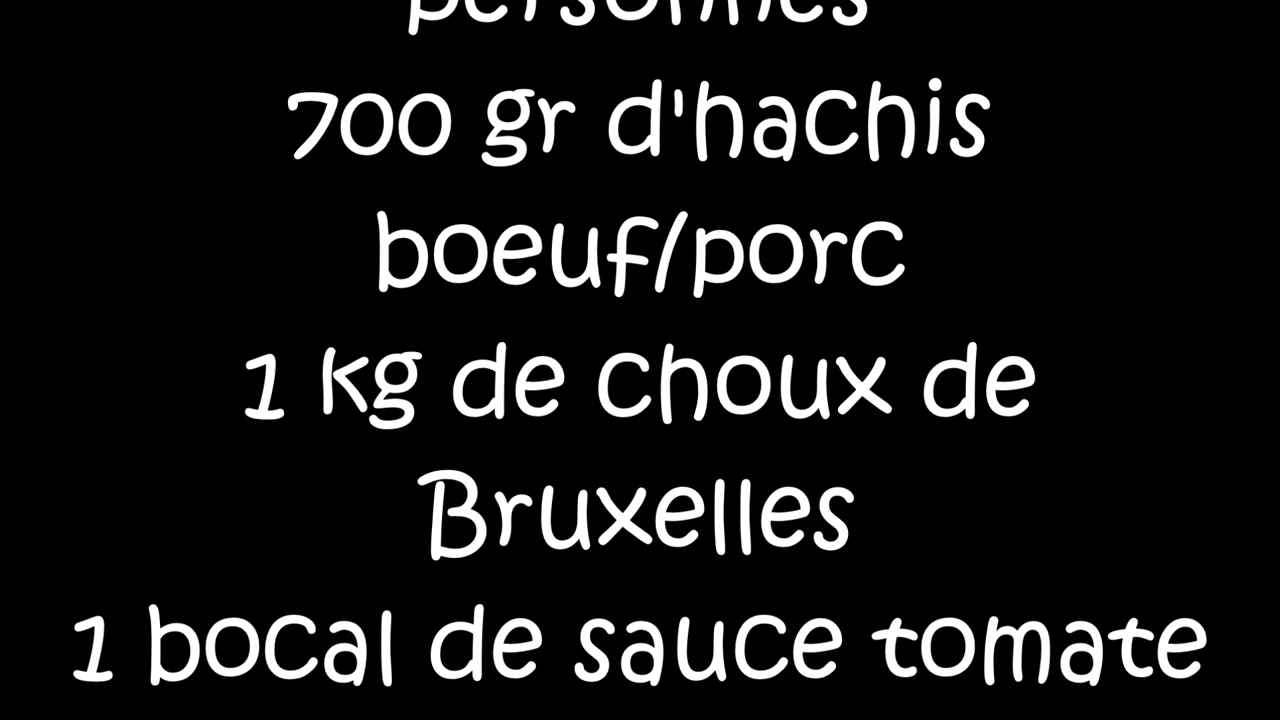 personnes
700 gr d'hachis
boeuf/porc
1 kg de choux de
Bruxelles
1 bocal de sauce tomate